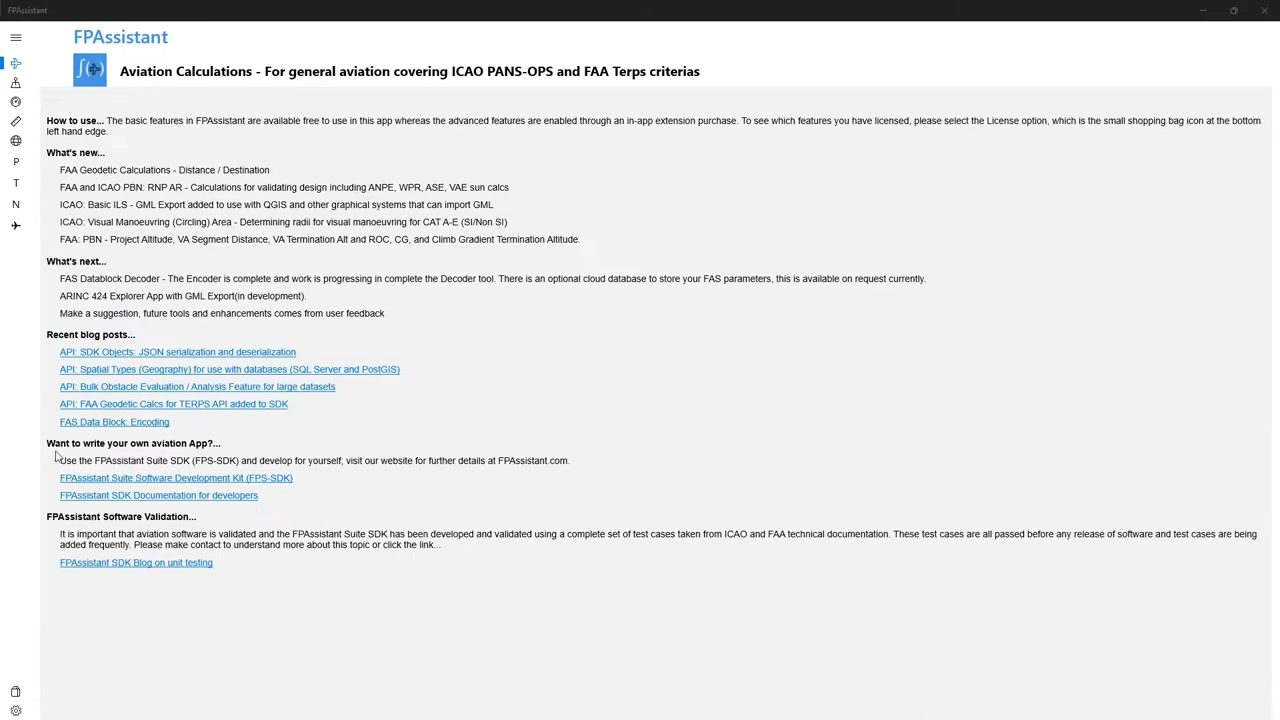 FPAssistant
FPAssistant
Aviation Calculations - For general aviation covering ICAO PANS-OPS and FAA Terps criterias
How to use... The basic features in FPAssistant are available free to use in this app whereas the advanced features are enabled through an in-app extension purchase. To see which features you have licensed, please select the License option, which is the small shopping bag icon at the bottom
left hand edge.
What's new...
FAA Geodetic Calculations - Distance / Destination
FAA and ICAO PBN: RNP AR - Calculations for validating design including ANPE, WPR, ASE, VAE sun calcs
P
T
ICAO: Basic ILS - GML Export added to use with QGIS and other graphical systems that can import GML
N
ICAO: Visual Manoeuvring (Circling) Area - Determining radii for visual manoeuvring for CAT A-E (SI/Non SI)
FAA: PBN - Project Altitude, VA Segment Distance, VA Termination Alt and ROC, CG, and Climb Gradient Termination Altitude.
What's next...
FAS Datablock Decoder - The Encoder is complete and work is progressing in complete the Decoder tool. There is an optional cloud database to store your FAS parameters, this is available on request currently.
ARINC 424 Explorer App with GML Export(in development).
Make a suggestion, future tools and enhancements comes from user feedback
Recent blog posts...
API: SDK Objects: JSON serialization and deserialization
API: Spatial Types (Geography) for use with databases (SQL Server and PostGIS)
API: Bulk Obstacle Evaluation / Analysis Feature for large datasets
API: FAA Geodetic Calcs for TERPS API added to SDK
FAS Data Block: Encoding
Want to write your own aviation App?...
Use the FPAssistant Suite SDK (FPS-SDK) and develop for yourself; visit our website for further details at FPAssistant.com.
FPAssistant Suite Software Development Kit (FPS-SDK)
FPAssistant SDK Documentation for developers
FPAssistant Software Validation...
It is important that aviation software is validated and the FPAssistant Suite SDK has been developed and validated using a complete set of test cases taken from ICAO and FAA technical documentation. These test cases are all passed before any release of software and test cases are being
added frequently. Please make contact to understand more about this topic or click the link...
FPAssistant SDK Blog on unit testing